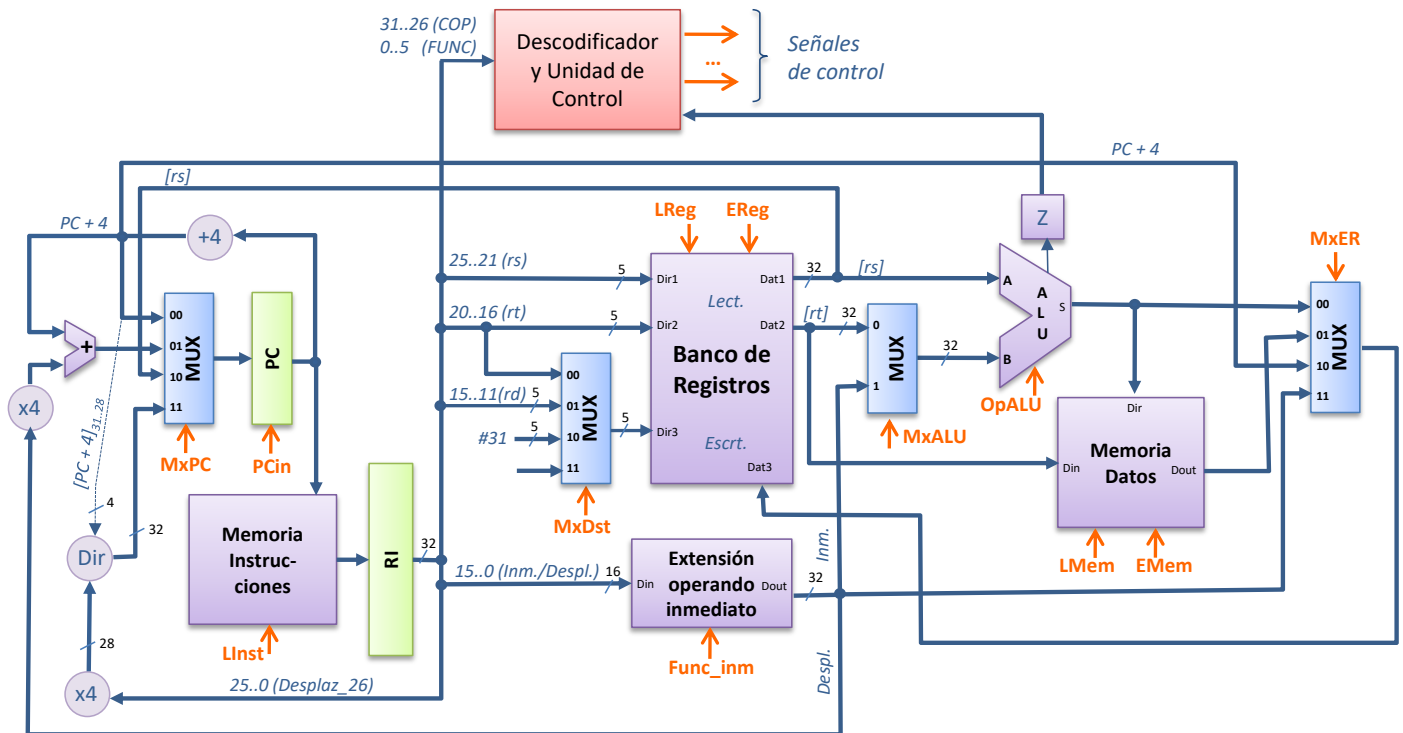 31..26 (COP)
0..5 (FUNC)
Descodificador
y Unidad de
Control
...
Señales
de control
PC + 4
[rs]
PC + 4
+4
LReg
EReg
Z
MxER
25..21 (rs)
5
Dir1
Dat1
32
[rs]
A
B
A
L
U
S
00
01
10
11
MUX
20..16 (rt)
5
Dir2
Lect.
Dat2
[rt]
32
0
1
MUX
32
OpALU
MxALU
Banco de
Registros
+
x4
00
01
10
11
MUX
MxPC
PC
PCin
15..11(rd)
5
#31
5
00
01
10
11
MUX
MxDst
5
Dir3
Escrt.
Dat3
Dir
Din
Memoria
Datos
Dout
LMem
EMem
[PC + 4]31..28
4
32
Dir
28
x4
Memoria
Instruc-
ciones
LInst
RI
32
15..0 (Inm./Despl.)
16
Din
Extensión
operando
inmediato
Dout
32
Func_inm
Inm.
Despl.
25..0 (Desplaz_26)